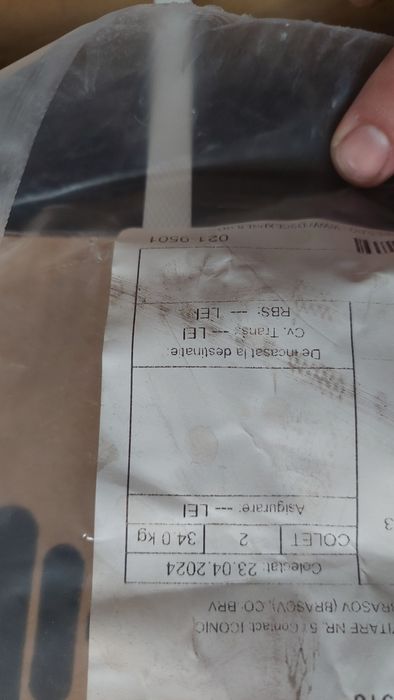 ITARE NR. 5 / Contact: ICONIC
RASOV (BRASOV), CO. BRV
Colectat: 23.04.2024
COLET 2 34.0 kg
Asigurare: --- LEI
De incasat la destinatie:
Cv. Trans.: --- LEI
RBS: --- LEI
021-9501